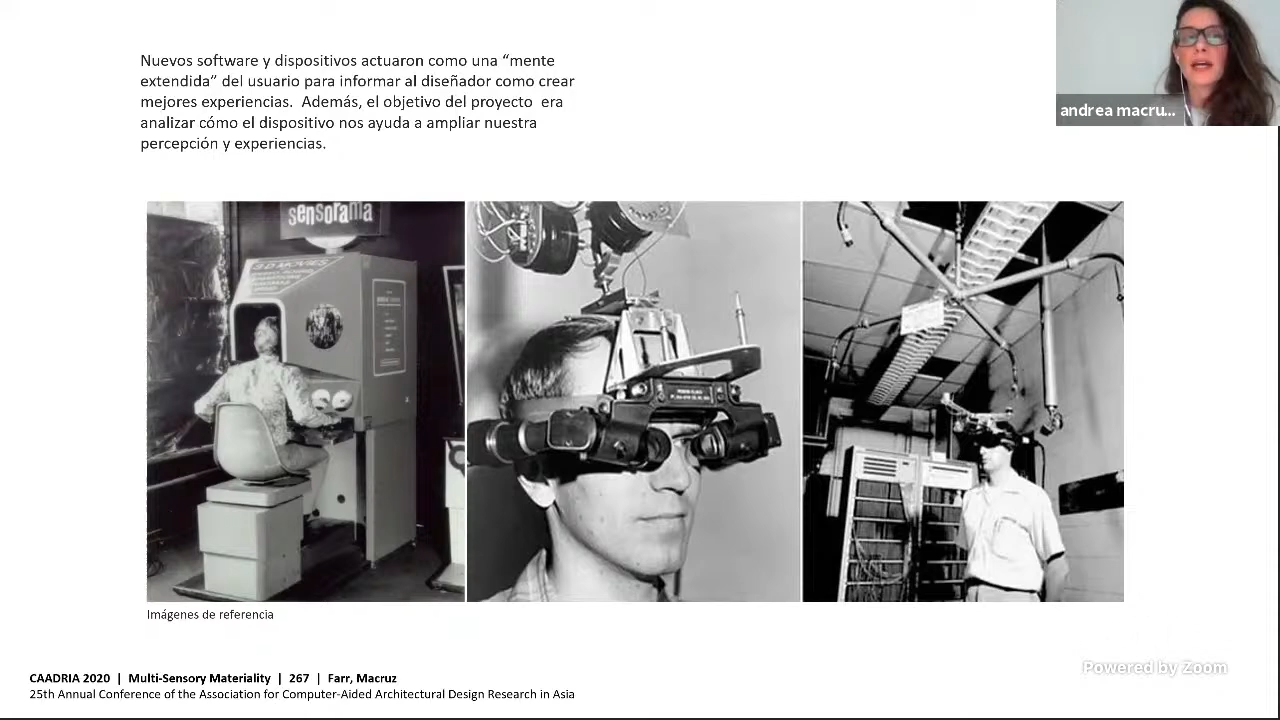 Nuevos software y dispositivos actuaron como una “mente
extendida” del usuario para informar al diseñador como crear
mejores experiencias.  Además, el objetivo del proyecto  era
analizar cómo el dispositivo nos ayuda a ampliar nuestra
percepción y experiencias.
andrea macru...
sensorama
3D MOVIES
Imágenes de referencia
Powered by Zoom
CAADRIA 2020 | Multi-Sensory Materiality | 267 | Farr, Macruz
25th Annual Conference of the Association for Computer-Aided Architectural Design Research in Asia